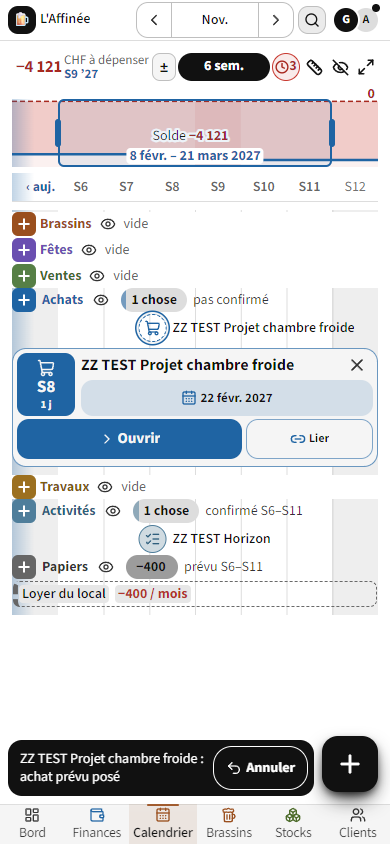 L'Affinée
Nov.
G
A
−4 121 CHF à dépenser
S9 ’27
±
6 sem.
3
0
Solde −4 121
8 févr. – 21 mars 2027
‹ auj. S6 S7 S8 S9 S10 S11 S12
Brassins vide
Fêtes vide
Ventes vide
Achats 1 chose pas confirmé
ZZ TEST Projet chambre froide
S8
1 j
ZZ TEST Projet chambre froide
22 févr. 2027
Ouvrir
Lier
Travaux vide
Activités 1 chose confirmé S6–S11
ZZ TEST Horizon
Papiers −400 prévu S6–S11
Loyer du local −400 / mois
ZZ TEST Projet chambre froide :
achat prévu posé
Annuler
Bord Finances Calendrier Brassins Stocks Clients